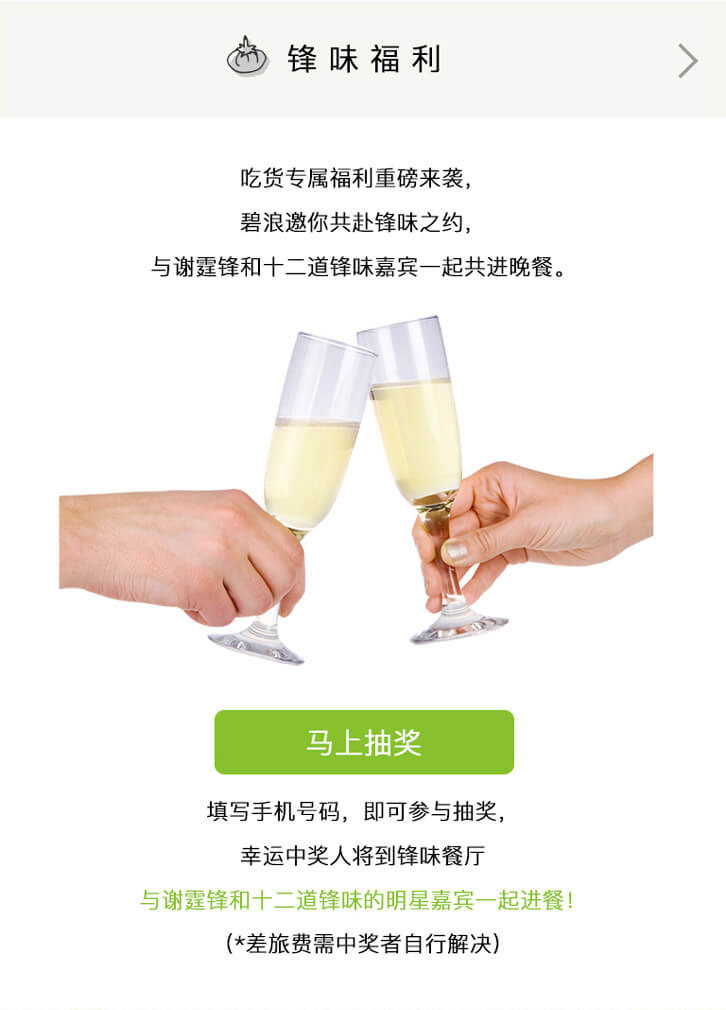 锋味福利
吃货专属福利重磅来袭，
碧浪邀你共赴锋味之约，
与谢霆锋和十二道锋味嘉宾一起共进晚餐。
马上抽奖
填写手机号码，即可参与抽奖，
幸运中奖人将到锋味餐厅
与谢霆锋和十二道锋味的明星嘉宾一起进餐！
（*差旅费需中奖者自行解决）